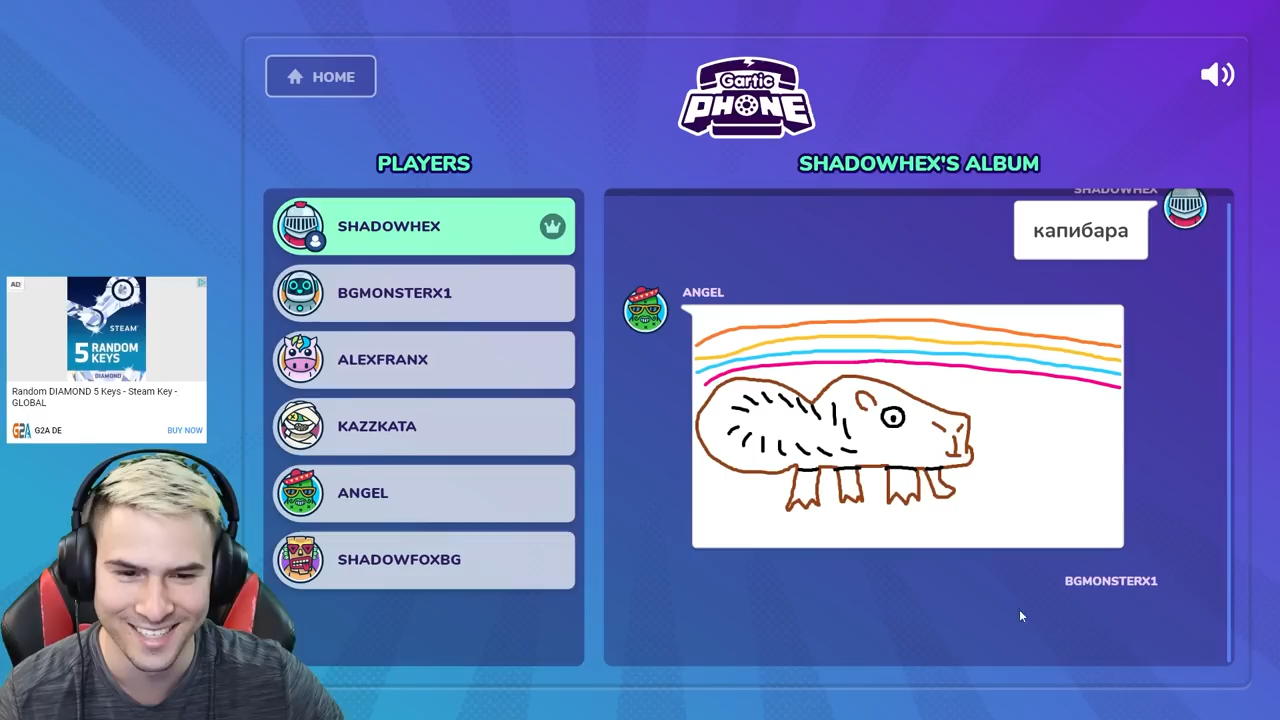 HOME
Gartic
PHONE
PLAYERS
SHADOWHEX'S ALBUM
SHADOWHEX
BGMONSTERX1
ALEXFRANX
KAZZKATA
ANGEL
SHADOWFOXBG
SHADOWHEX
капибара
ANGEL
BGMONSTERX1
AD
STEAM
5 RANDOM
KEYS
DIAMOND
Random DIAMOND 5 Keys - Steam Key -
GLOBAL
G2A
G2A DE
BUY NOW